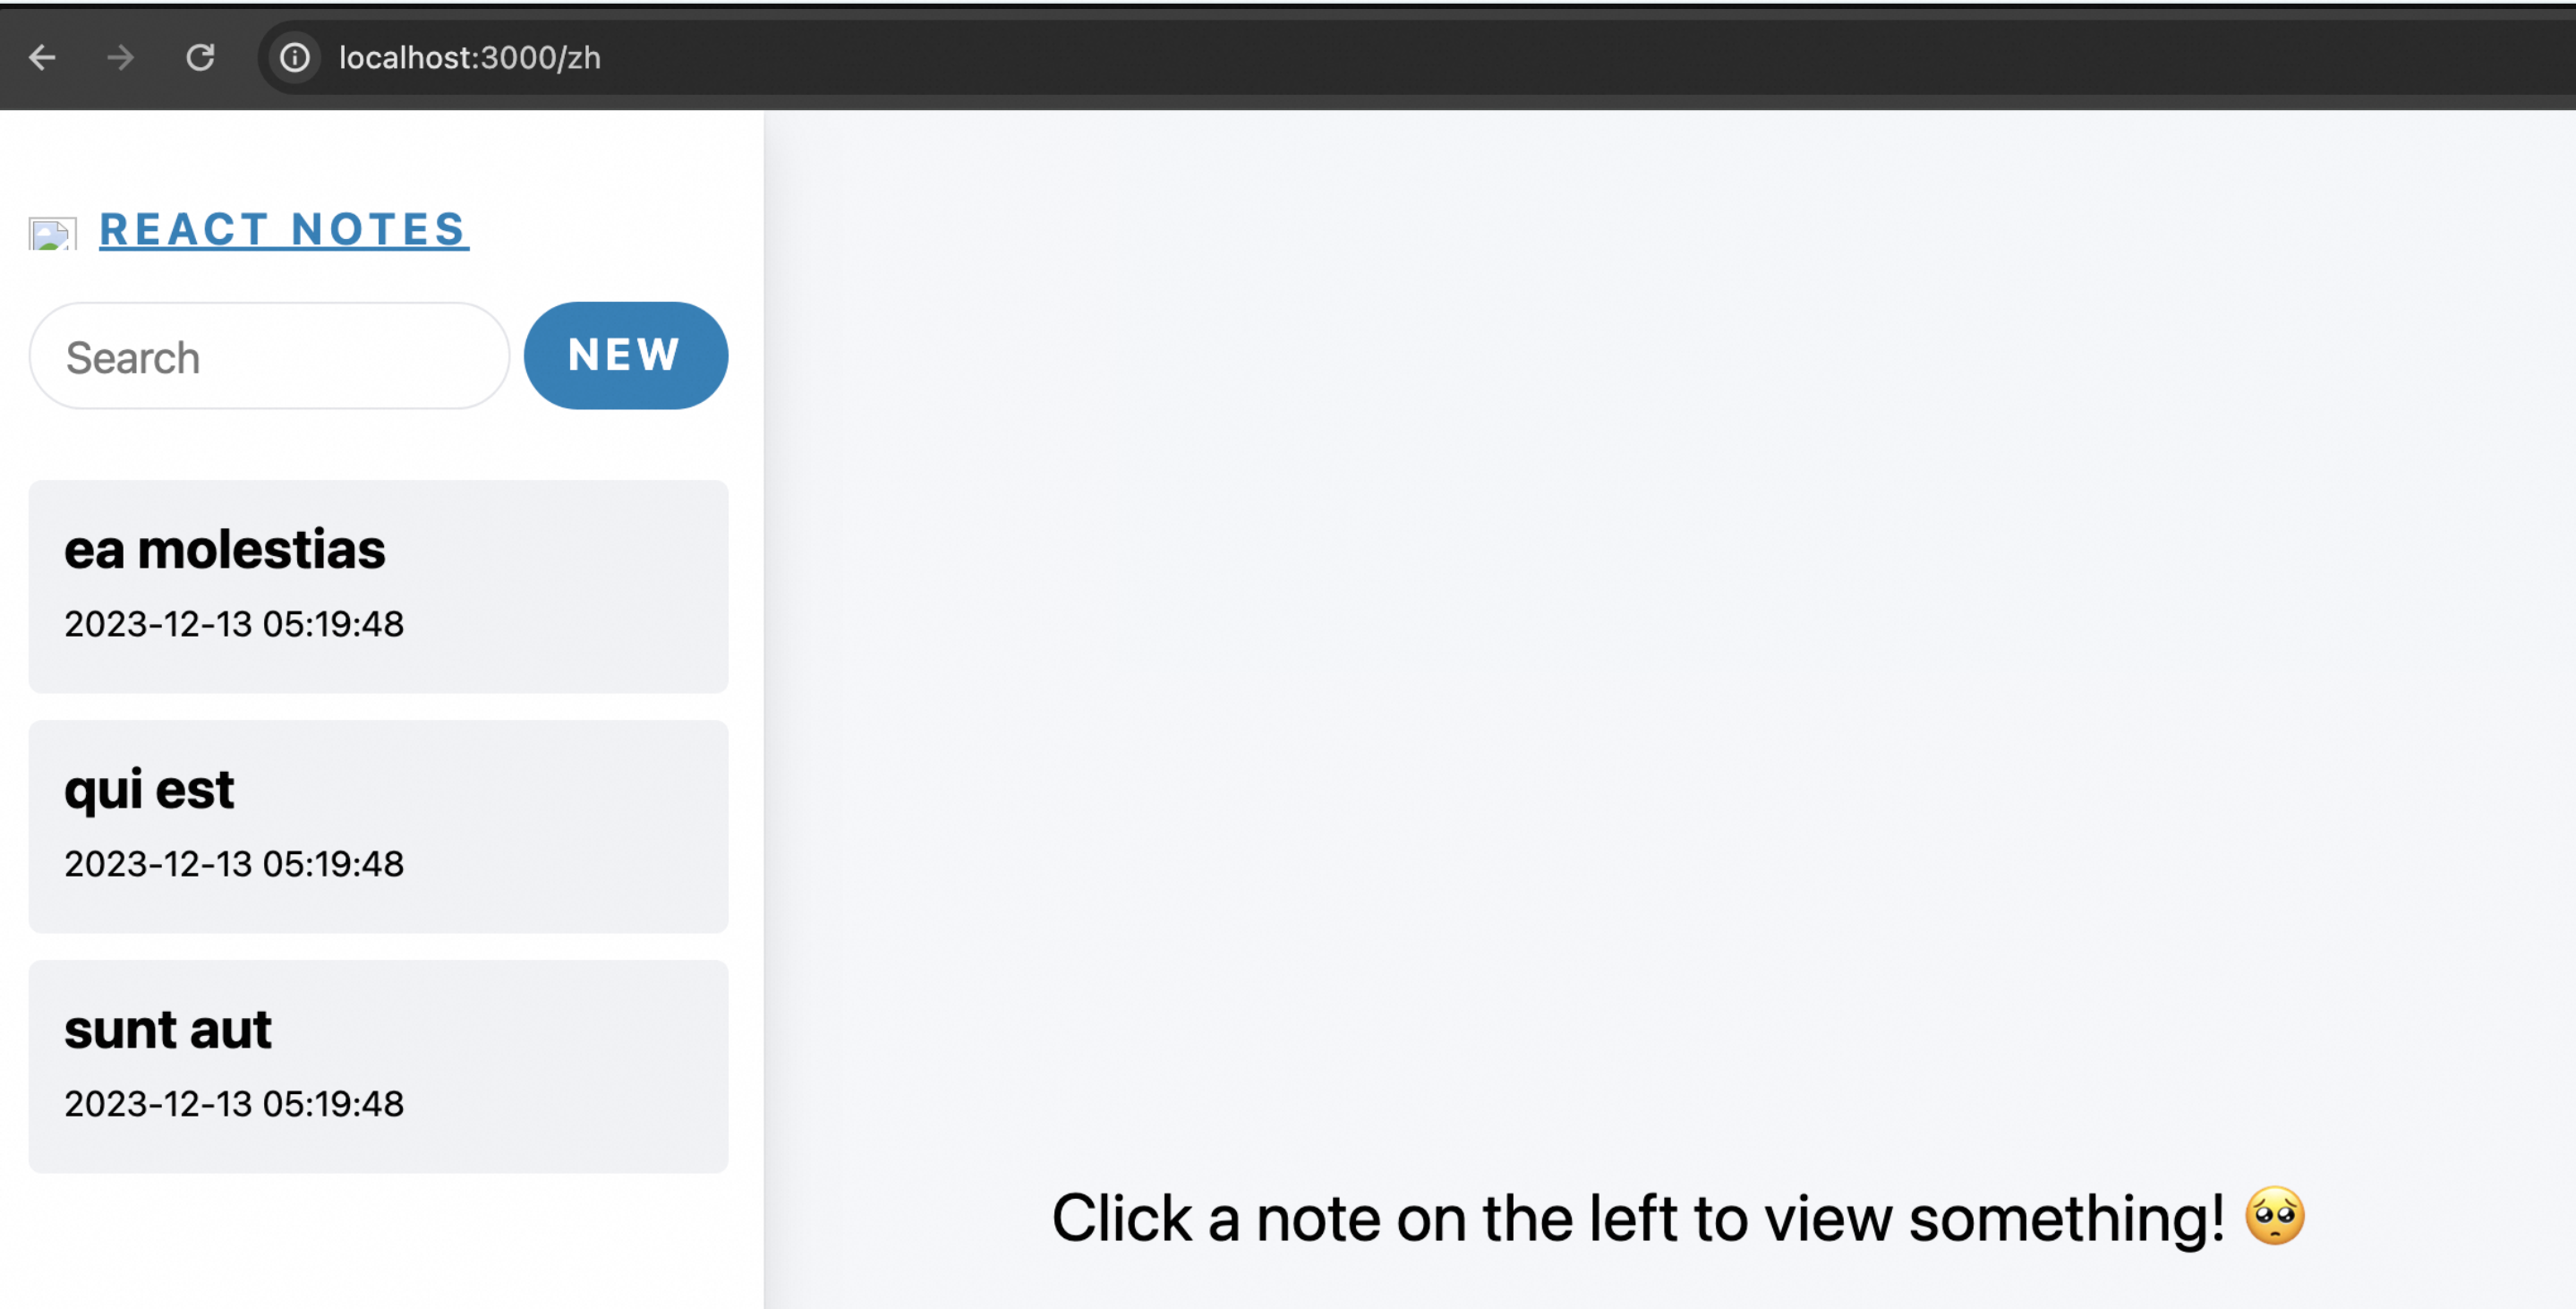 localhost:3000/zh
REACT NOTES
Search
NEW
ea molestias
2023-12-13 05:19:48
qui est
2023-12-13 05:19:48
sunt aut
2023-12-13 05:19:48
Click a note on the left to view something! 🥺